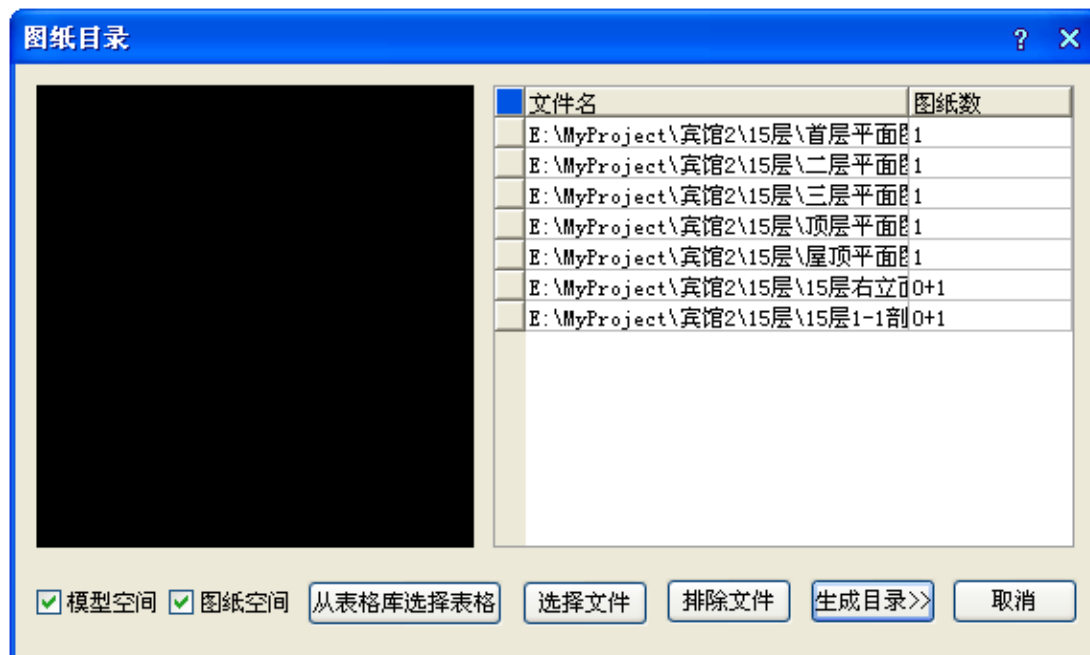 图纸目录
文件名 图纸数
E:\MyProject\宾馆2\15层\首层平面图 1
E:\MyProject\宾馆2\15层\二层平面图 1
E:\MyProject\宾馆2\15层\三层平面图 1
E:\MyProject\宾馆2\15层\顶层平面图 1
E:\MyProject\宾馆2\15层\屋顶平面图 1
E:\MyProject\宾馆2\15层\15层右立面 0+1
E:\MyProject\宾馆2\15层\15层1-1剖 0+1
模型空间 图纸空间 从表格库选择表格 选择文件 排除文件 生成目录>> 取消